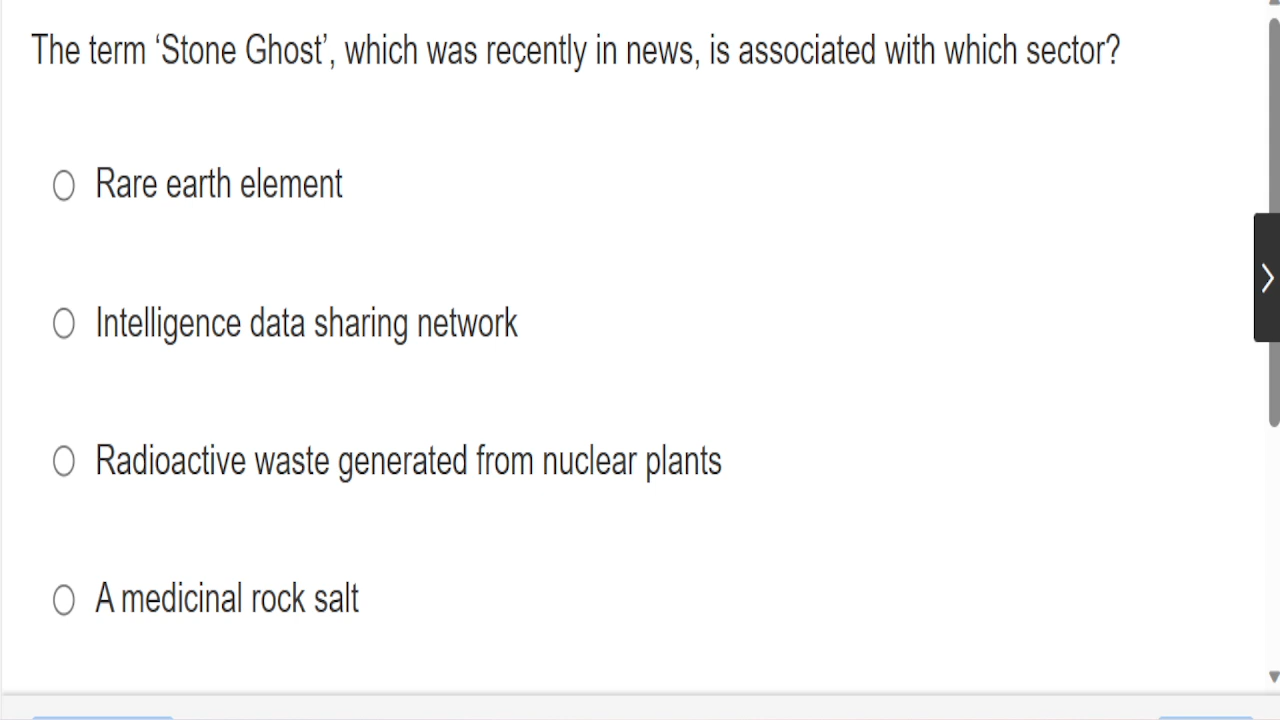 The term ‘Stone Ghost’, which was recently in news, is associated with which sector?
Rare earth element
Intelligence data sharing network
Radioactive waste generated from nuclear plants
A medicinal rock salt